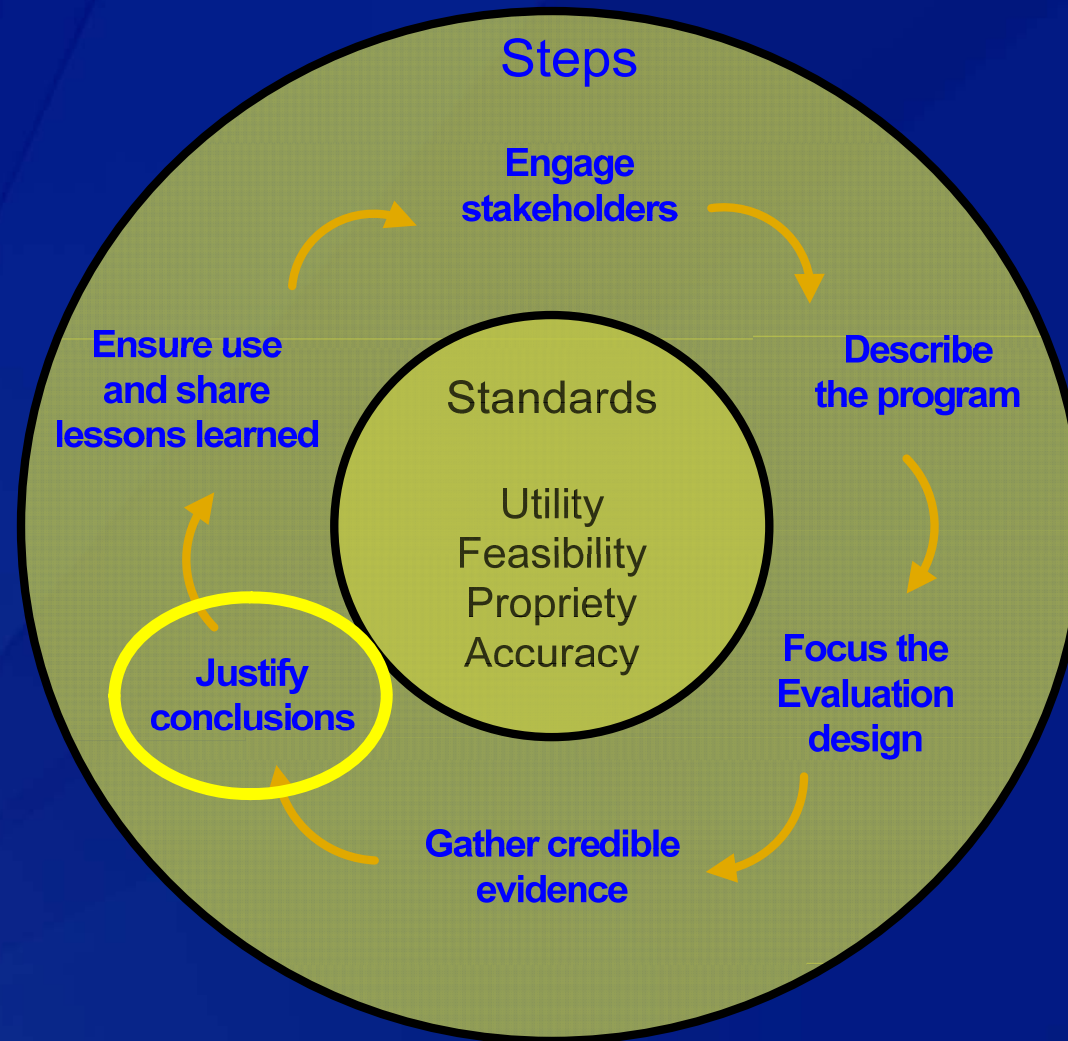 Steps
Engage
stakeholders
Describe
the program
Focus the
Evaluation
design
Gather credible
evidence
Justify
conclusions
Ensure use
and share
lessons learned
Standards
Utility
Feasibility
Propriety
Accuracy